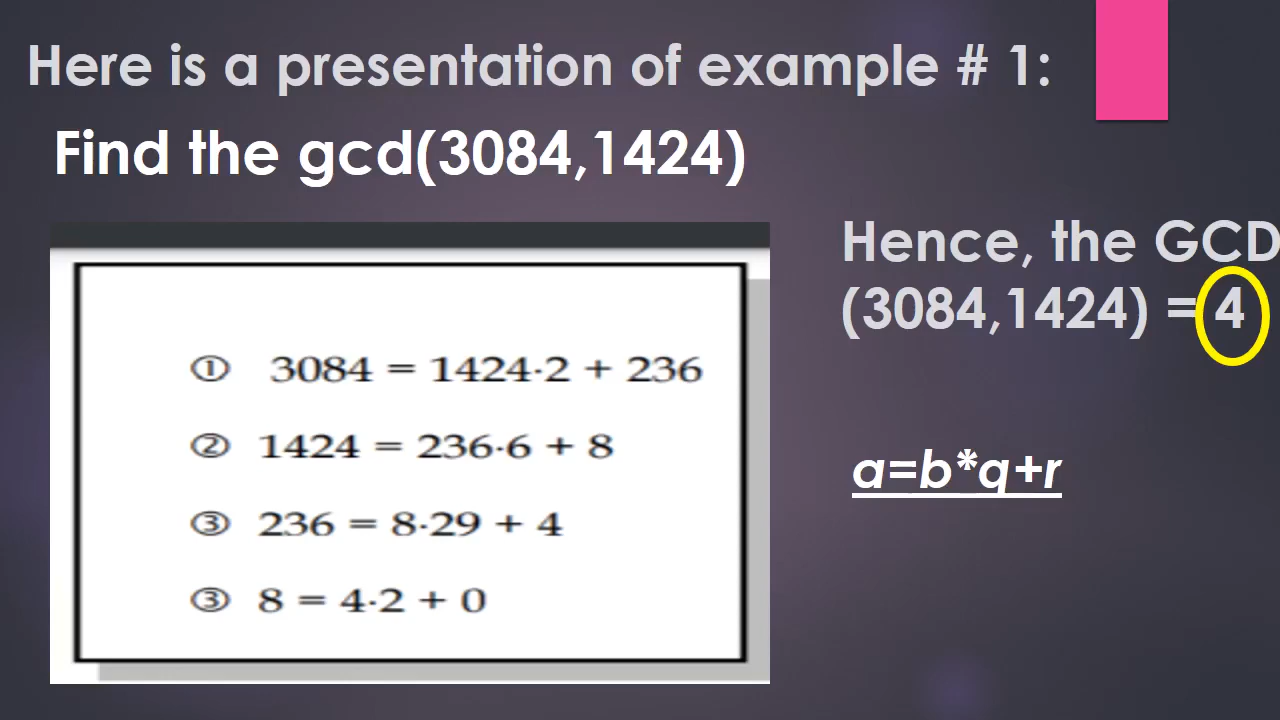 Here is a presentation of example # 1:
Find the gcd(3084,1424)
① 3084 = 1424·2 + 236
② 1424 = 236·6 + 8
③ 236 = 8·29 + 4
③ 8 = 4·2 + 0
Hence, the GCD
(3084,1424) = 4
a=b*q+r